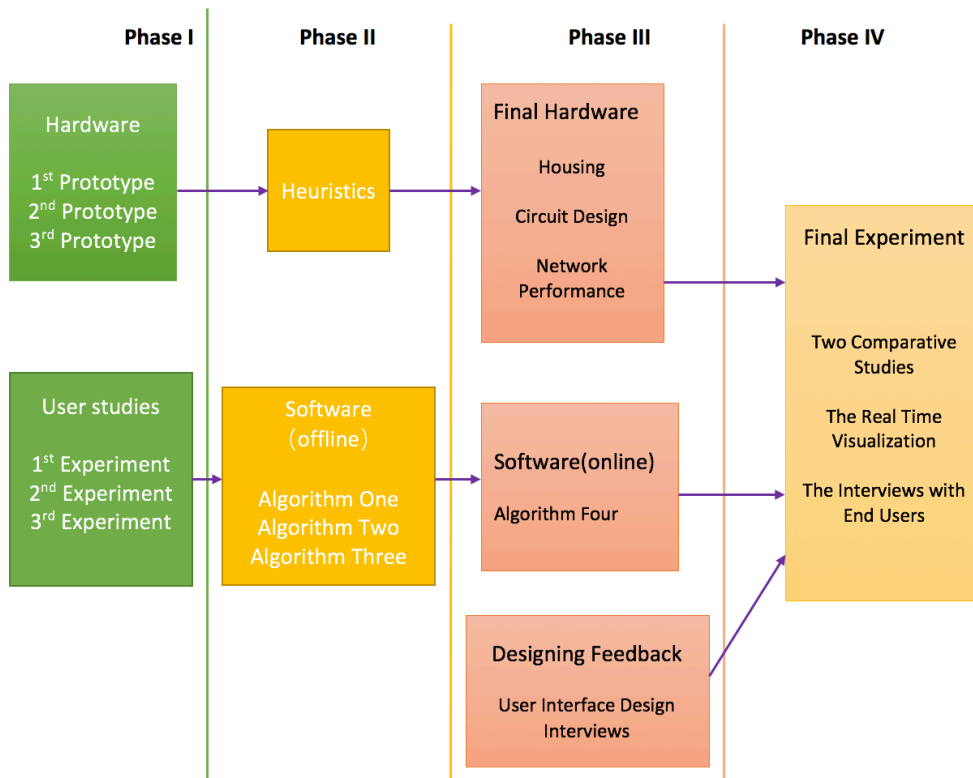 Phase I
Phase II
Phase III
Phase IV
Hardware
1st Prototype
2nd Prototype
3rd Prototype
Heuristics
Final Hardware
Housing
Circuit Design
Network
Performance
Final Experiment
Two Comparative
Studies
The Real Time
Visualization
The Interviews with
End Users
User studies
1st Experiment
2nd Experiment
3rd Experiment
Software
（offline）
Algorithm One
Algorithm Two
Algorithm Three
Software(online)
Algorithm Four
Designing Feedback
User Interface Design
Interviews